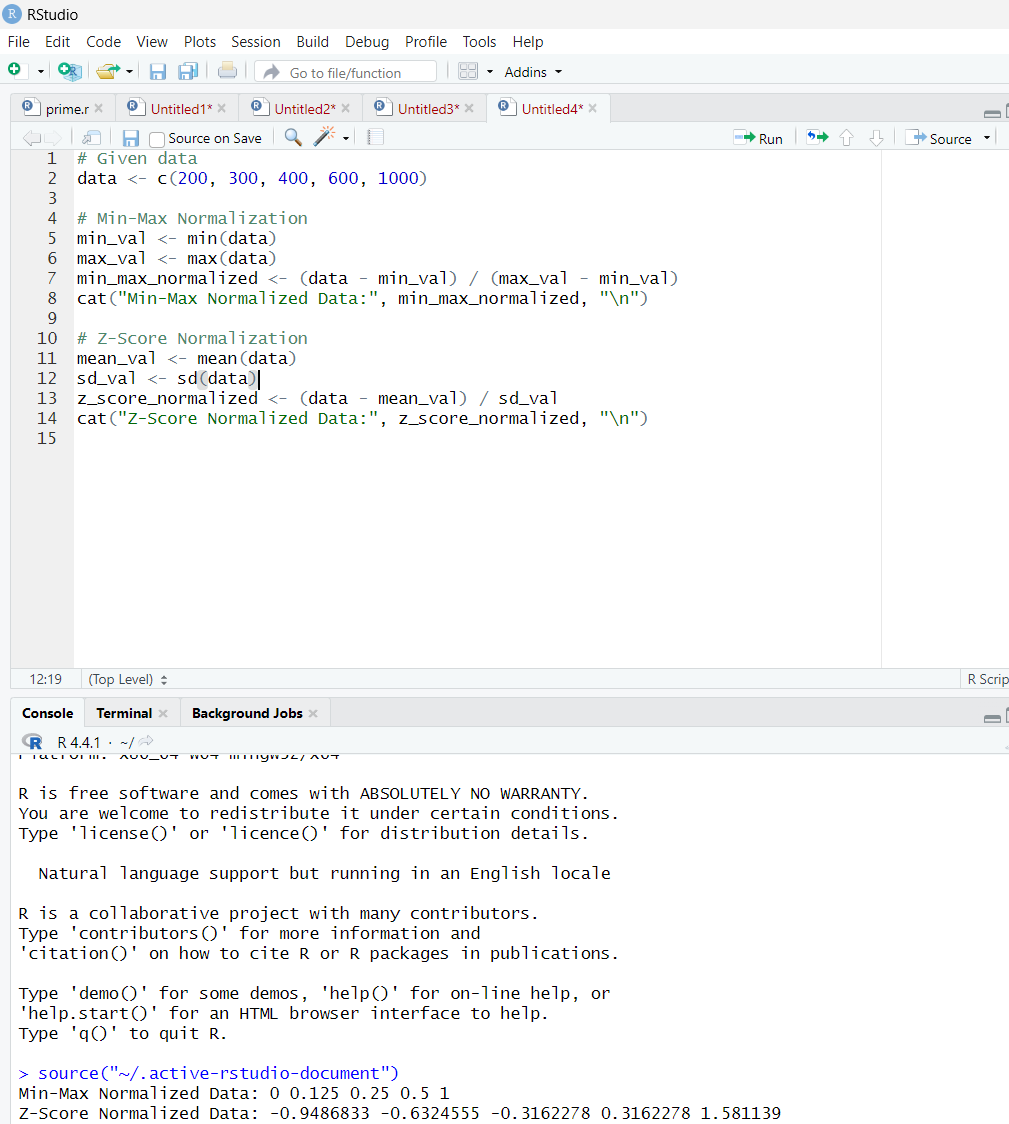 RStudio
File Edit Code View Plots Session Build Debug Profile Tools Help
Go to file/function Addins
prime.r Untitled1* Untitled2* Untitled3* Untitled4*
Source on Save Run Source
1 # Given data
2 data <- c(200, 300, 400, 600, 1000)
3
4 # Min-Max Normalization
5 min_val <- min(data)
6 max_val <- max(data)
7 min_max_normalized <- (data - min_val) / (max_val - min_val)
8 cat("Min-Max Normalized Data:", min_max_normalized, "\n")
9
10 # Z-Score Normalization
11 mean_val <- mean(data)
12 sd_val <- sd(data)
13 z_score_normalized <- (data - mean_val) / sd_val
14 cat("Z-Score Normalized Data:", z_score_normalized, "\n")
15
12:19 (Top Level) R Scrip
Console Terminal Background Jobs
R R 4.4.1 · ~/
R is free software and comes with ABSOLUTELY NO WARRANTY.
You are welcome to redistribute it under certain conditions.
Type 'license()' or 'licence()' for distribution details.
Natural language support but running in an English locale
R is a collaborative project with many contributors.
Type 'contributors()' for more information and
'citation()' on how to cite R or R packages in publications.
Type 'demo()' for some demos, 'help()' for on-line help, or
'help.start()' for an HTML browser interface to help.
Type 'q()' to quit R.
> source("~/.active-rstudio-document")
Min-Max Normalized Data: 0 0.125 0.25 0.5 1
Z-Score Normalized Data: -0.9486833 -0.6324555 -0.3162278 0.3162278 1.581139